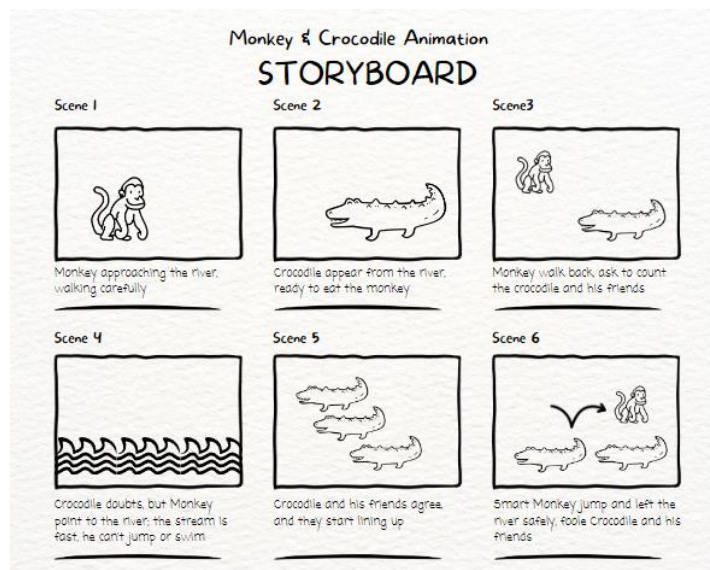 Monkey & Crocodile Animation
STORYBOARD
Scene 1
Scene 2
Scene3
Monkey approaching the river,
walking carefully
Crocodile appear from the river,
ready to eat the monkey
Monkey walk back, ask to count
the crocodile and his friends
Scene 4
Scene 5
Scene 6
Crocodile doubts, but Monkey
point to the river; the stream is
fast, he can't jump or swim
Crocodile and his friends agree,
and they start lining up
Smart Monkey jump and left the
river safely, foole Crocodile and his
friends